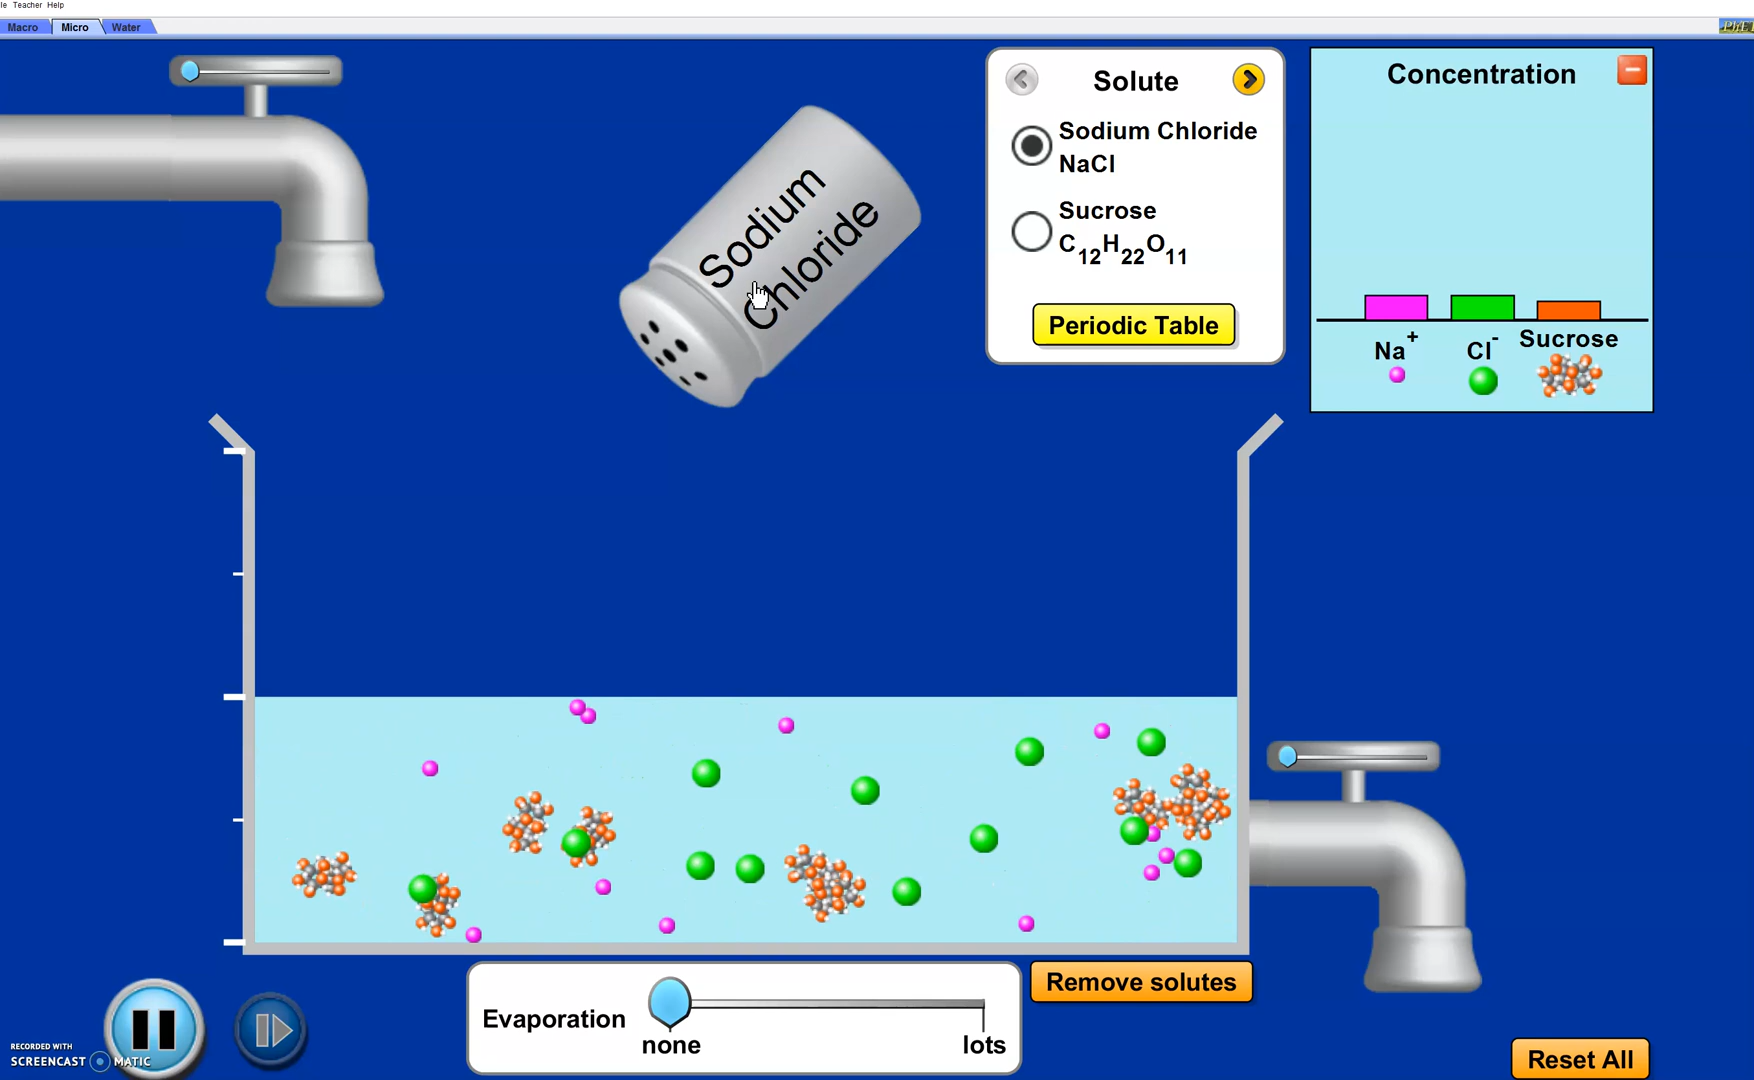 le Teacher Help
Macro Micro Water
PhET
Sodium
Chloride
Solute
Sodium Chloride
NaCl
Sucrose
C12H22O11
Periodic Table
Concentration
Na+ Cl- Sucrose
Evaporation
none lots
Remove solutes
Reset All
RECORDED WITH
SCREENCAST MATIC